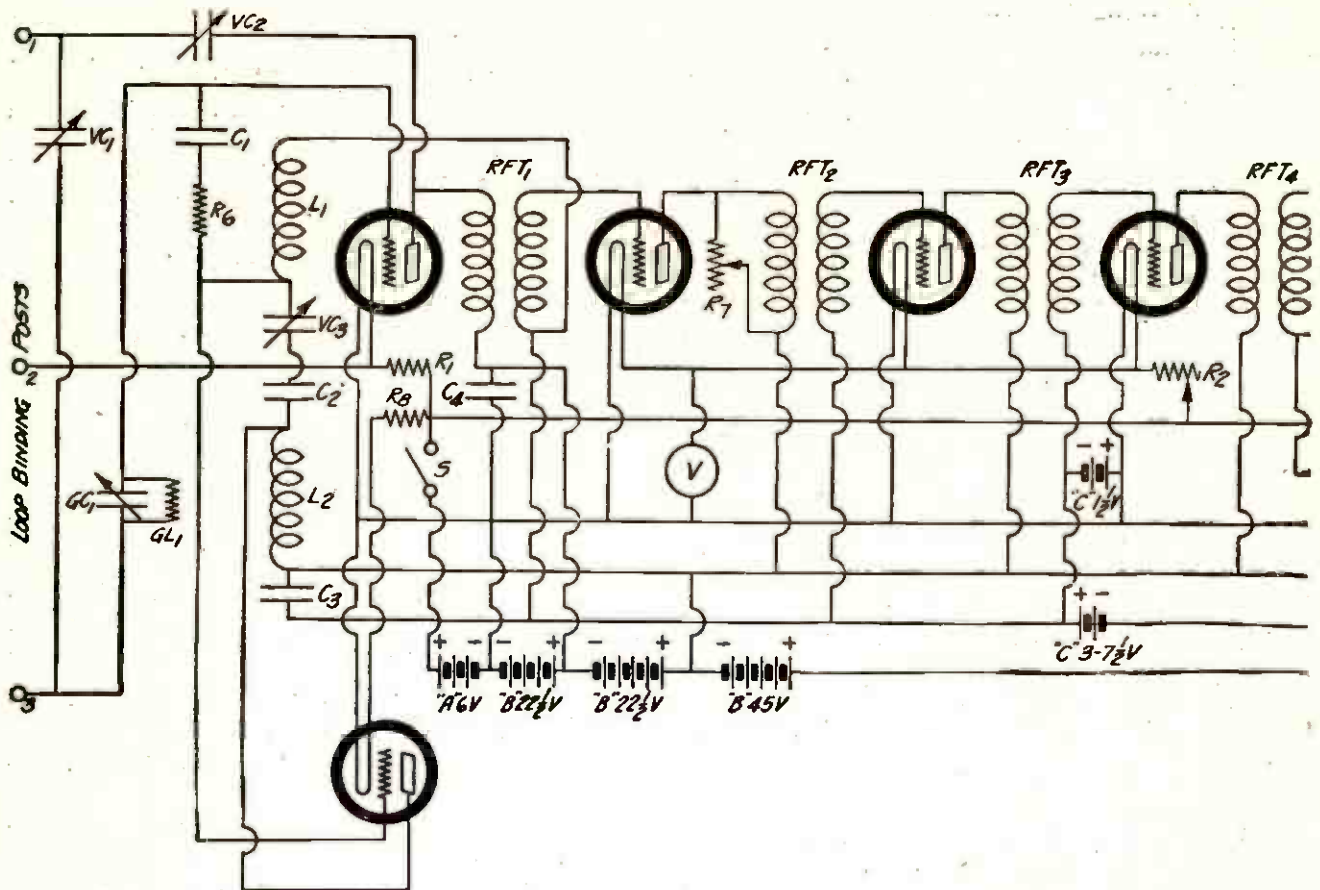 1
VC2
VC1
C1
R6
L1
RFT1
RFT2
RFT3
RFT4
R7
VC3
LOOP BINDING POSTS
2
R1
R2
C2
R8
C4
S
V
L2
GC1
GL1
- +
"C" 1½V
C3
+ -
"C" 3-7½V
3
+ - - + - + - +
"A" 6V "B" 22½V "B" 22½V "B" 45V